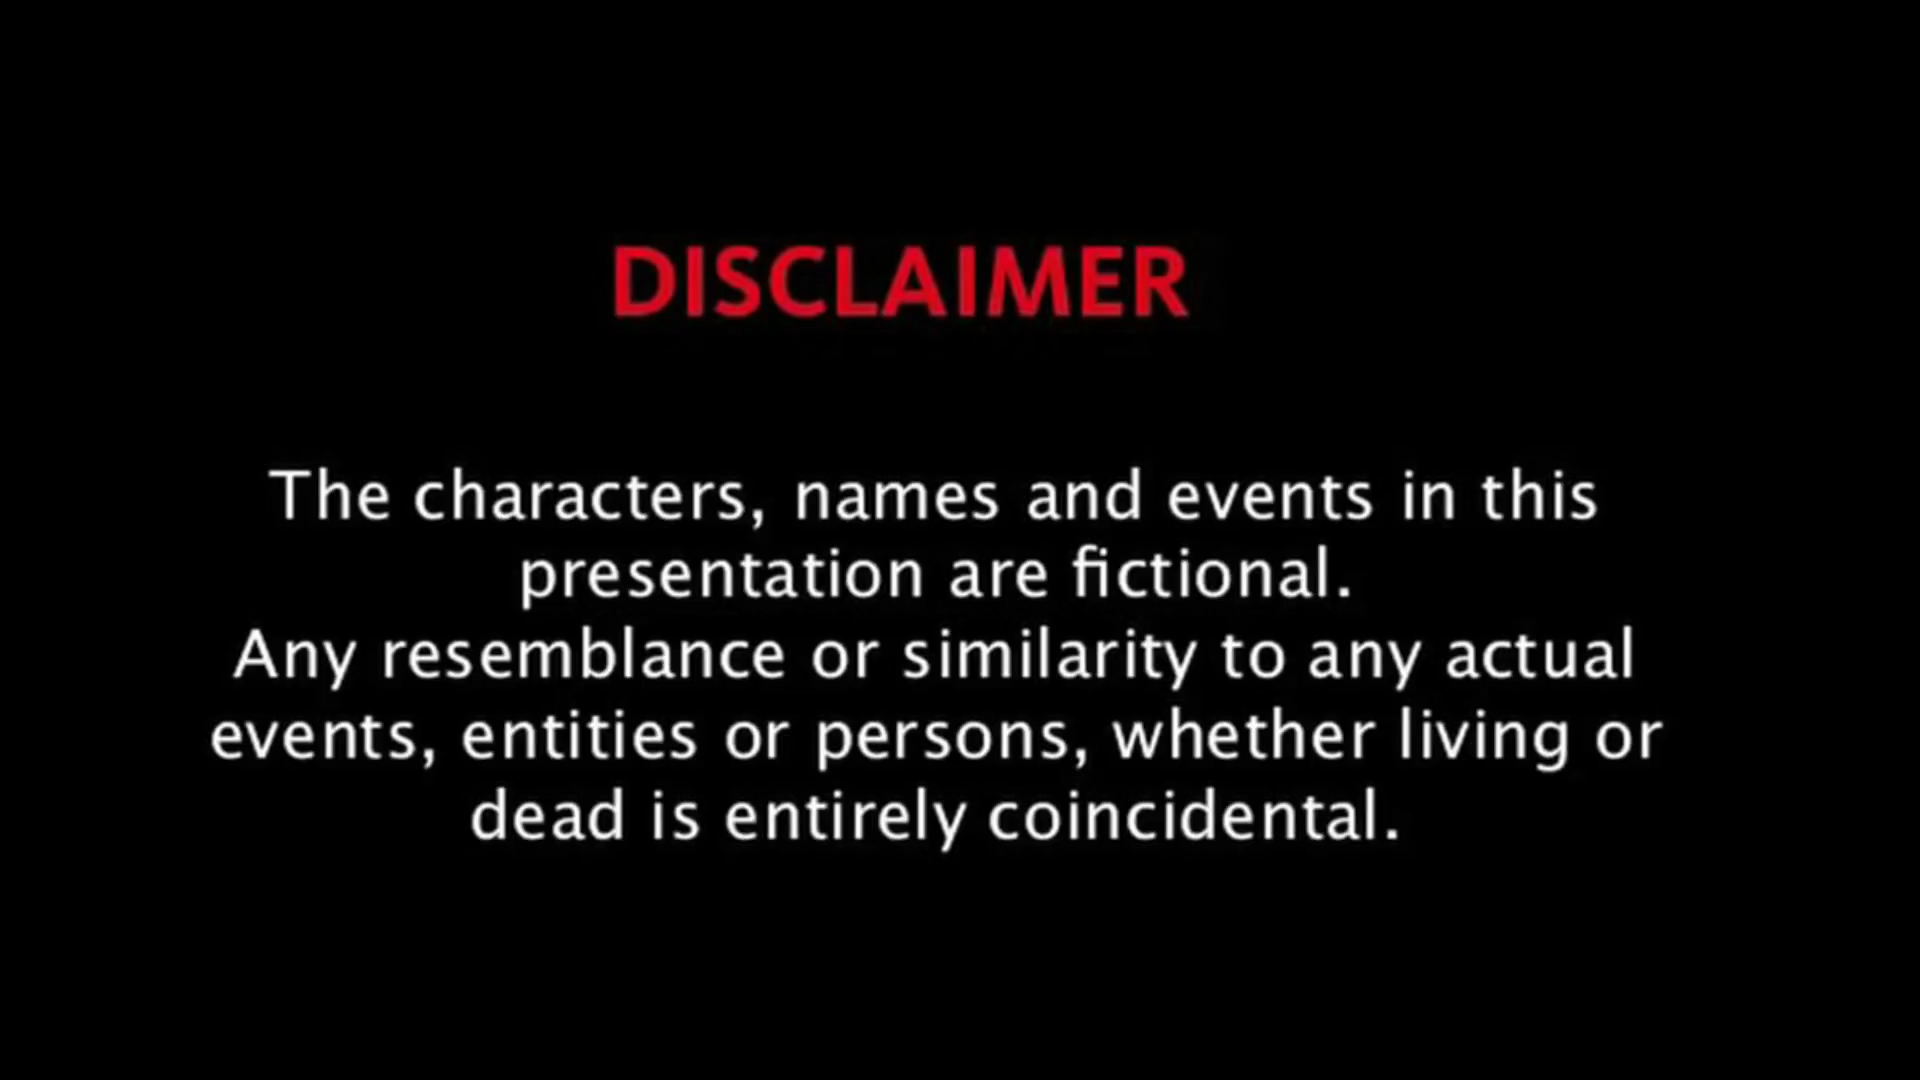 DISCLAIMER
The characters, names and events in this
presentation are fictional.
Any resemblance or similarity to any actual
events, entities or persons, whether living or
dead is entirely coincidental.